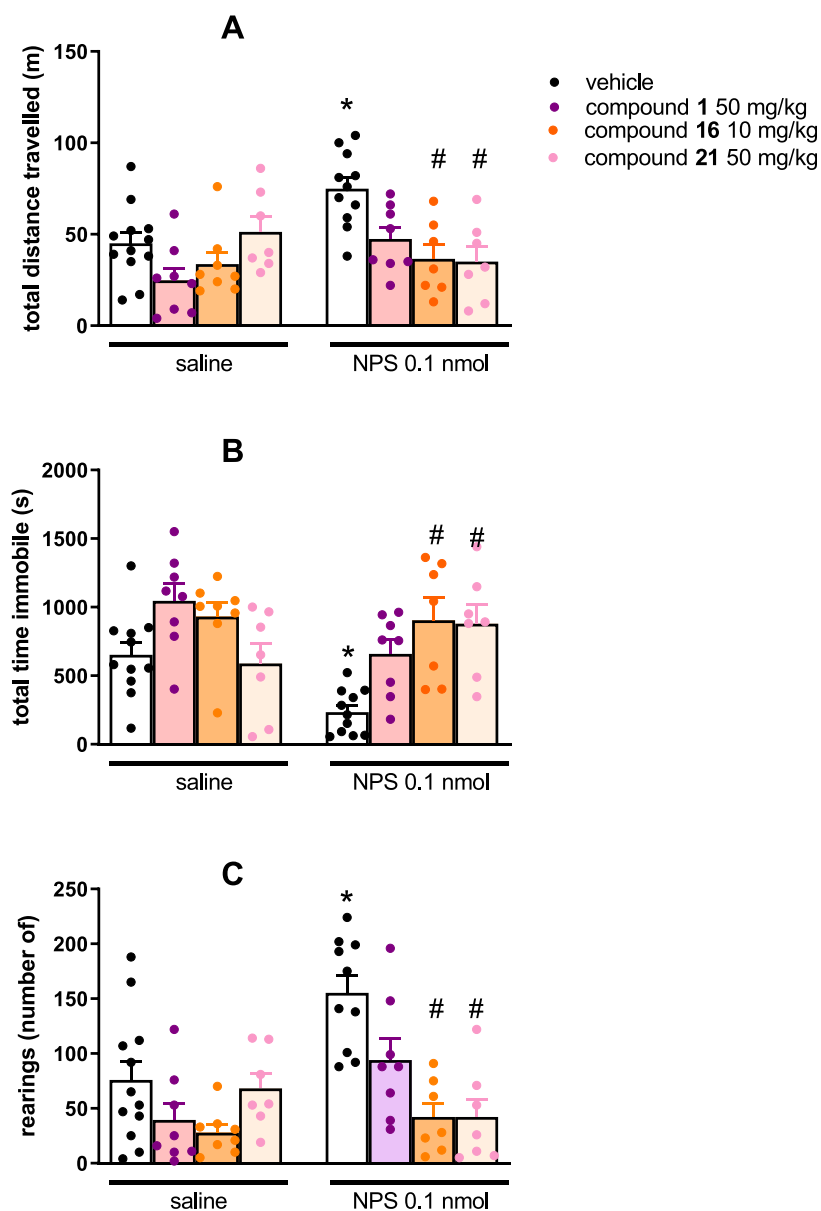 A
total distance travelled (m)
150
100
50
0
*
# #
saline
NPS 0.1 nmol
vehicle
compound 1 50 mg/kg
compound 16 10 mg/kg
compound 21 50 mg/kg
B
total time immobile (s)
2000
1500
1000
500
0
*
# #
saline
NPS 0.1 nmol
C
rearings (number of)
250
200
150
100
50
0
*
# #
saline
NPS 0.1 nmol